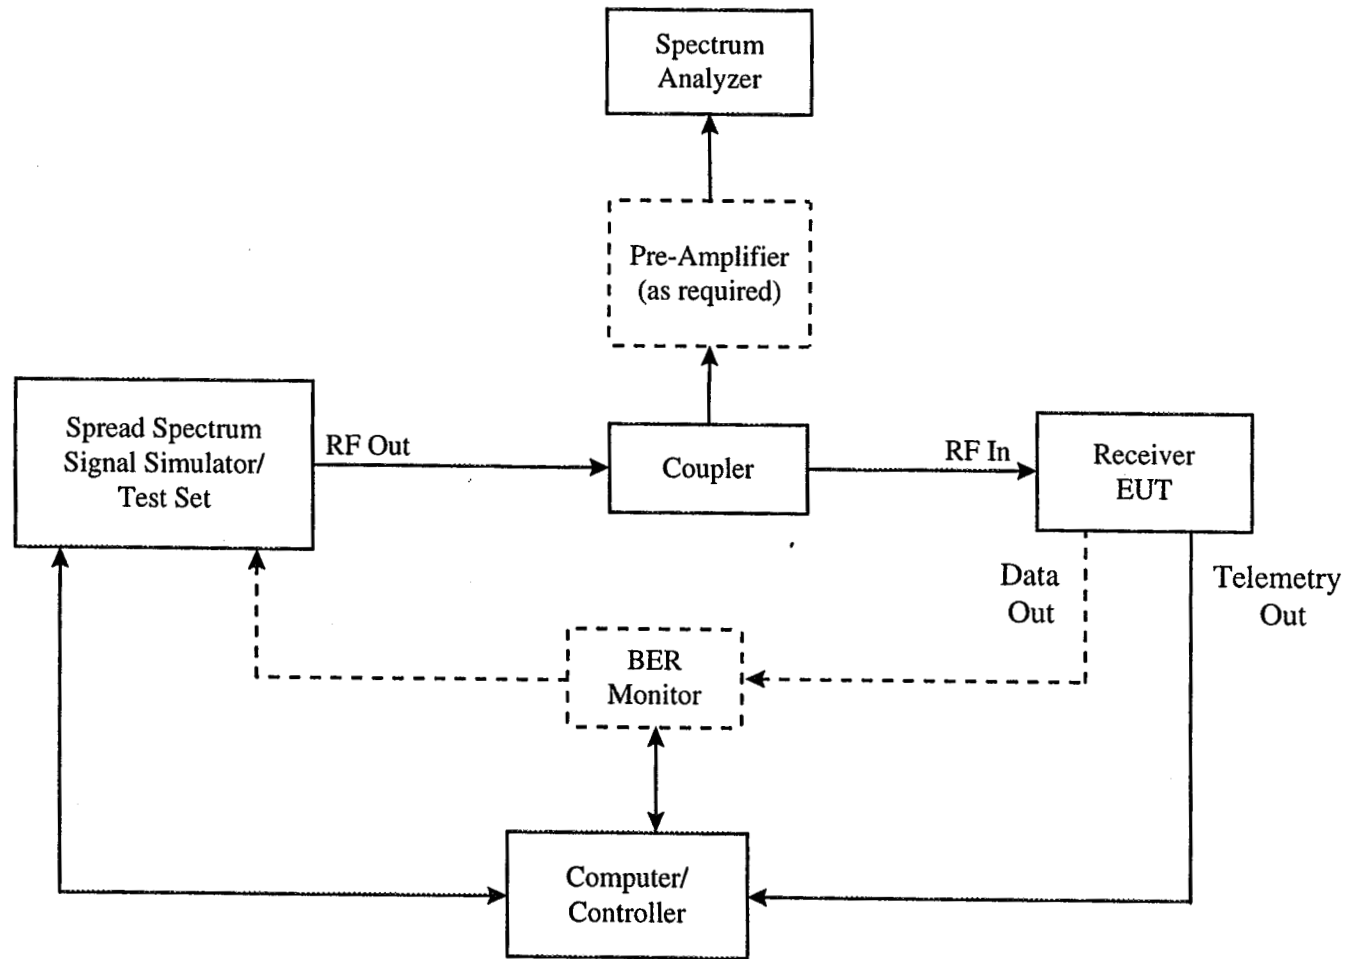 Spectrum
Analyzer
Pre-Amplifier
(as required)
Spread Spectrum
Signal Simulator/
Test Set
RF Out
Coupler
RF In
Receiver
EUT
Data
Out
Telemetry
Out
BER
Monitor
Computer/
Controller